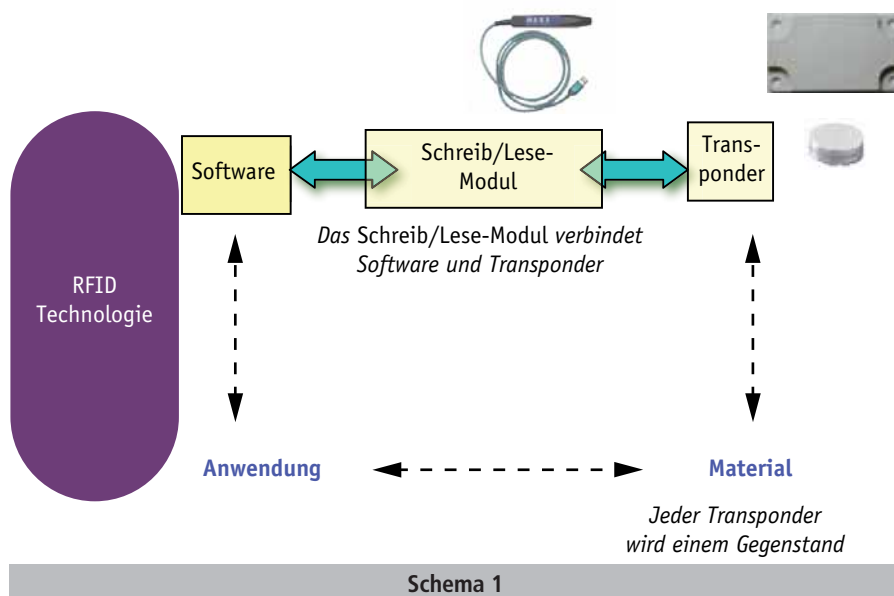 RFID
Technologie
Software
Schreib/Lese-
Modul
Trans-
ponder
Das Schreib/Lese-Modul verbindet
Software und Transponder
Anwendung
Material
Jeder Transponder
wird einem Gegenstand
Schema 1